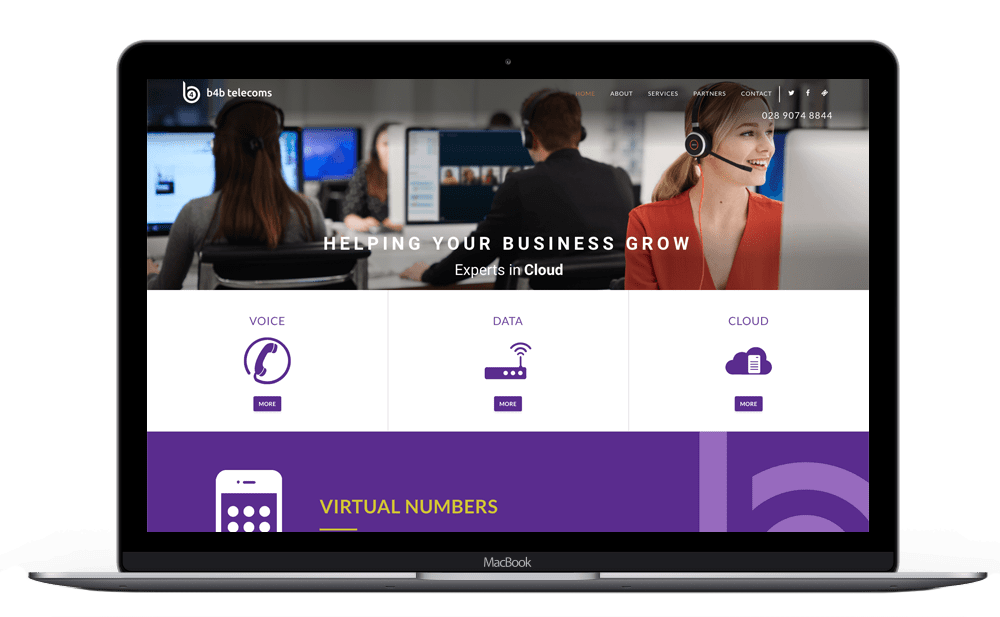 b4b telecoms
HOME ABOUT SERVICES PARTNERS CONTACT
028 9074 8844
HELPING YOUR BUSINESS GROW
Experts in Cloud
VOICE DATA CLOUD
MORE MORE MORE
VIRTUAL NUMBERS
MacBook